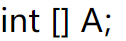 int [] A;